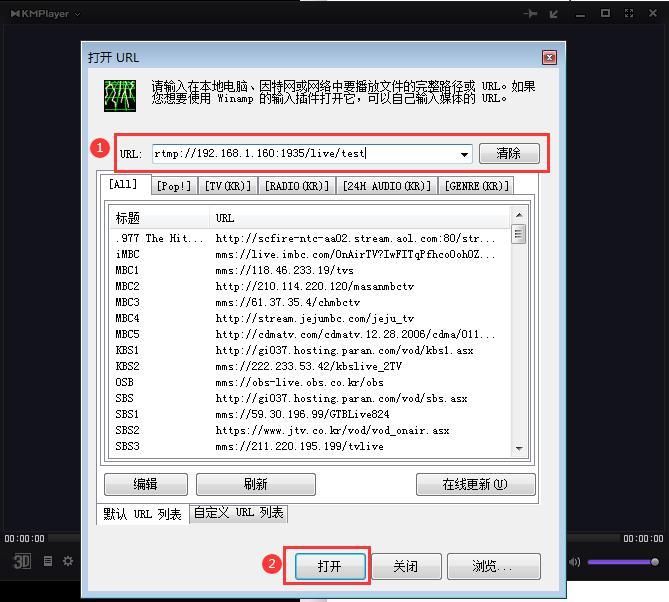 KMPlayer
打开 URL
请输入在本地电脑、因特网或网络中要播放文件的完整路径或 URL。如果
您想要使用 Winamp 的输入插件打开它，可以自己输入媒体的 URL。
1
URL: rtmp://192.168.1.160:1935/live/test 清除
[All] [Pop!] [TV(KR)] [RADIO(KR)] [24H AUDIO(KR)] [GENRE(KR)]
标题 URL
.977 The Hit... http://scfire-ntc-aa02.stream.aol.com:80/str...
iMBC mms://live.imbc.com/OnAirTV?IwFITqPfhcoOohOZ...
MBC1 mms://118.46.233.19/tvs
MBC2 http://210.114.220.120/masanmbctv
MBC3 mms://61.37.35.4/chmbctv
MBC4 http://stream.jejumbc.com/jeju_tv
MBC5 http://cdmatv.com/cdmatv.12.28.2006/cdma/011...
KBS1 http://gi037.hosting.paran.com/vod/kbs1.asx
KBS2 mms://222.233.53.42/kbslive_2TV
OSB mms://obs-live.obs.co.kr/obs
SBS http://gi037.hosting.paran.com/vod/sbs.asx
SBS1 mms://59.30.196.99/GTBLive824
SBS2 https://www.jtv.co.kr/vod/vod_onair.asx
SBS3 mms://211.220.195.199/tvlive
编辑 刷新 在线更新(U)
默认 URL 列表 自定义 URL 列表
00:00:00 00:00:00
3D 2 打开 关闭 浏览...